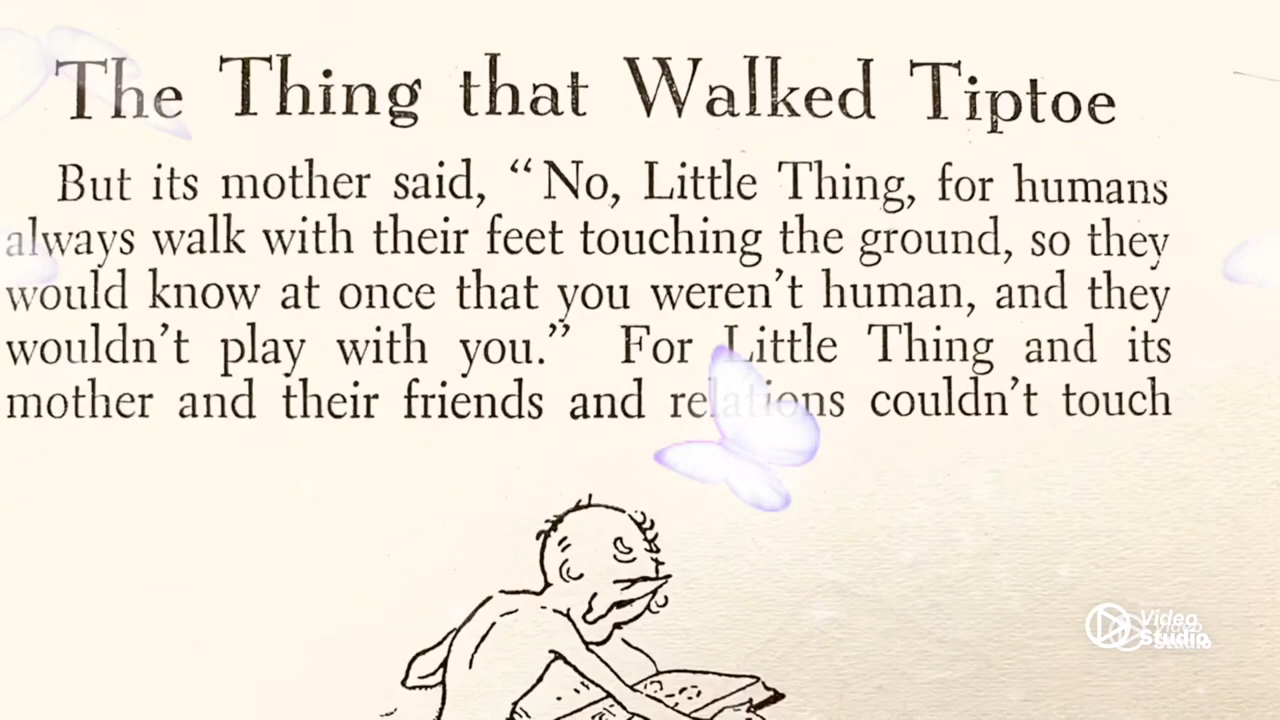 The Thing that Walked Tiptoe
But its mother said, “No, Little Thing, for humans
always walk with their feet touching the ground, so they
would know at once that you weren’t human, and they
wouldn’t play with you.” For Little Thing and its
mother and their friends and relations couldn’t touch
Video
Studio